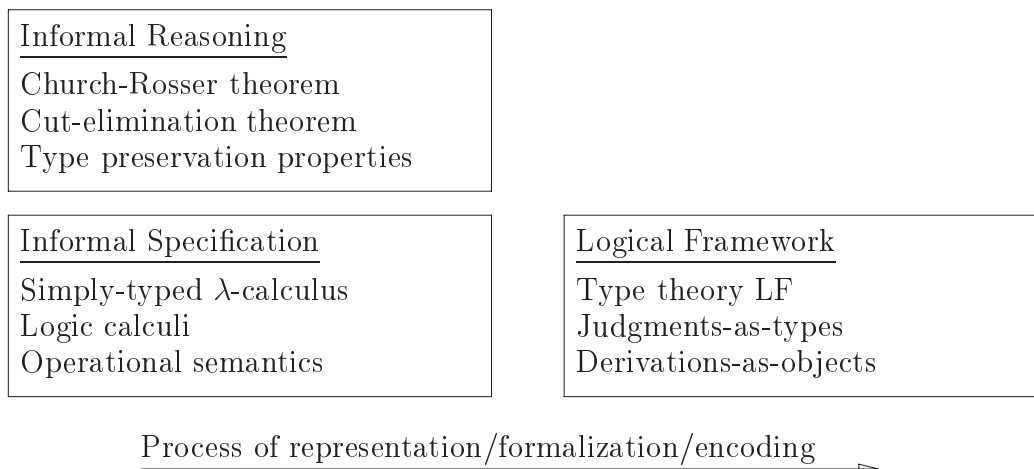 Informal Reasoning
Church-Rosser theorem
Cut-elimination theorem
Type preservation properties
Informal Specification
Simply-typed λ-calculus
Logic calculi
Operational semantics
Logical Framework
Type theory LF
Judgments-as-types
Derivations-as-objects
Process of representation/formalization/encoding